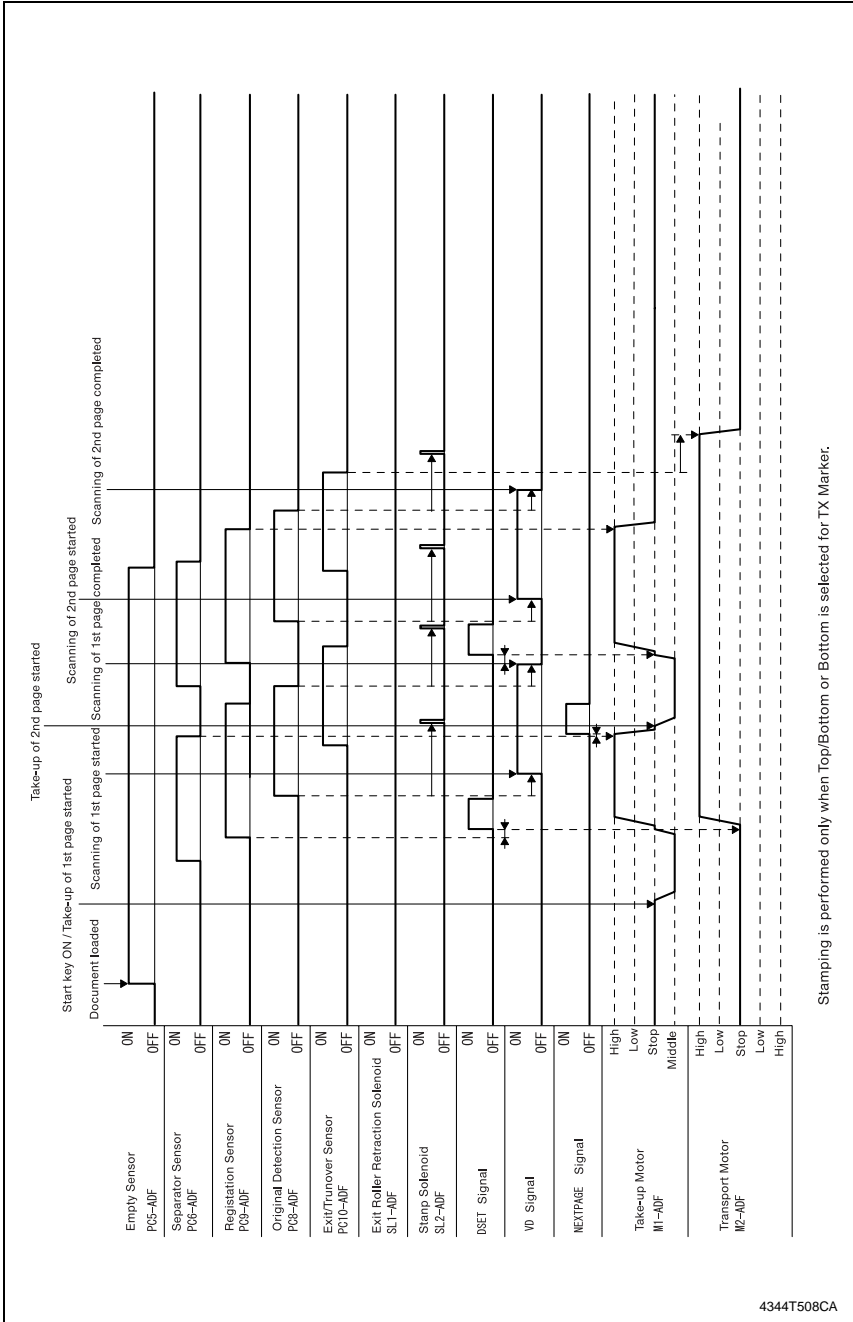 Take-up of 2nd page started
Scanning of 2nd page started
Start key ON / Take-up of 1st page started
Scanning of 1st page started
Scanning of 1st page completed
Scanning of 2nd page completed
Document loaded
Empty Sensor
PC5-ADF
ON
OFF
Separator Sensor
PC6-ADF
ON
OFF
Registation Sensor
PC9-ADF
ON
OFF
Original Detection Sensor
PC8-ADF
ON
OFF
Exit/Trunover Sensor
PC10-ADF
ON
OFF
Exit Roller Retraction Solenoid
SL1-ADF
ON
OFF
Stanp Solenoid
SL2-ADF
ON
OFF
DSET Signal
ON
OFF
VD Signal
ON
OFF
NEXTPAGE Signal
ON
OFF
Take-up Motor
M1-ADF
High
Low
Stop
Middle
Transport Motor
M2-ADF
High
Low
Stop
Low
High
Stamping is performed only when Top/Bottom or Bottom is selected for TX Marker.
4344T508CA